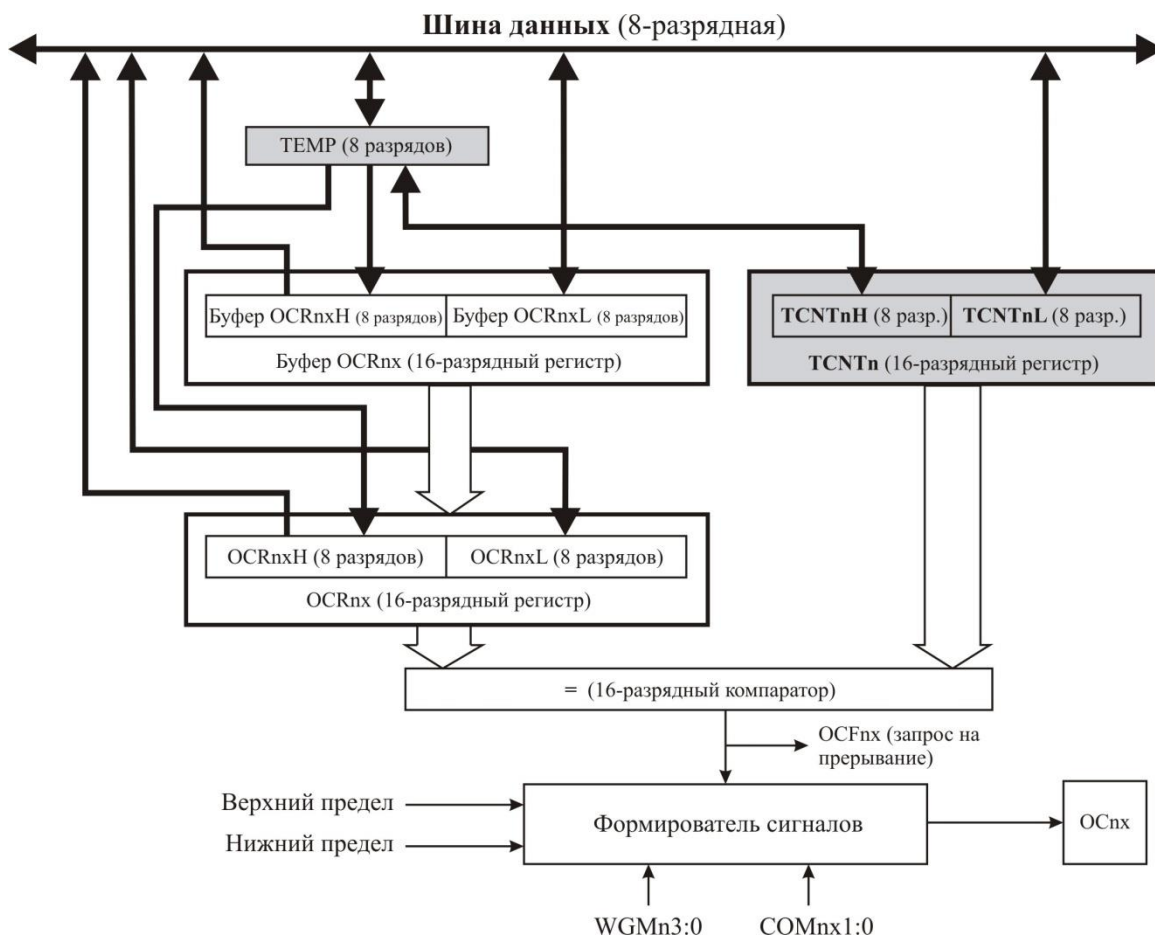 Шина данных (8-разрядная)
TEMP (8 разрядов)
Буфер OCRnxH (8 разрядов)
Буфер OCRnxL (8 разрядов)
Буфер OCRnx (16-разрядный регистр)
TCNTnH (8 разр.)
TCNTnL (8 разр.)
TCNTn (16-разрядный регистр)
OCRnxH (8 разрядов)
OCRnxL (8 разрядов)
OCRnx (16-разрядный регистр)
= (16-разрядный компаратор)
OCFnx (запрос на
прерывание)
Верхний предел
Нижний предел
Формирователь сигналов
OCnx
WGMn3:0
COMnx1:0